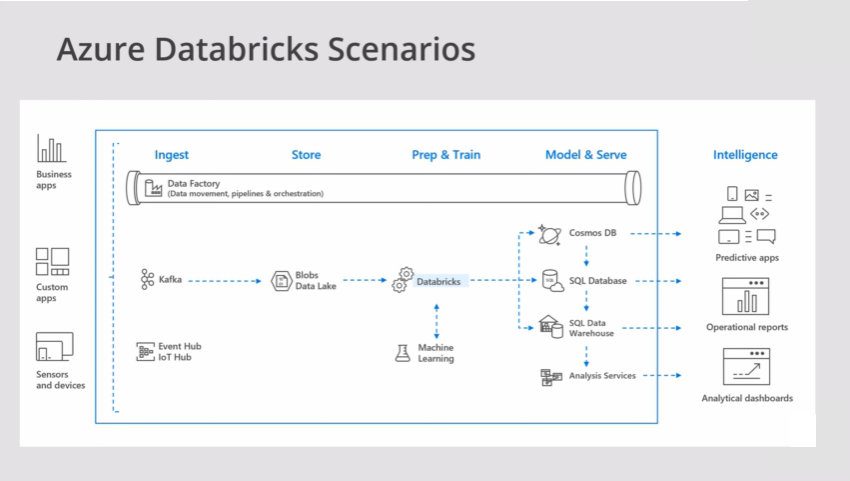 Azure Databricks Scenarios
Business
apps
Custom
apps
Sensors
and devices
Ingest
Store
Prep & Train
Model & Serve
Intelligence
Data Factory
(Data movement, pipelines & orchestration)
Kafka
Blobs
Data Lake
Databricks
Cosmos DB
SQL Database
SQL Data
Warehouse
Analysis Services
Event Hub
IoT Hub
Machine
Learning
Predictive apps
Operational reports
Analytical dashboards